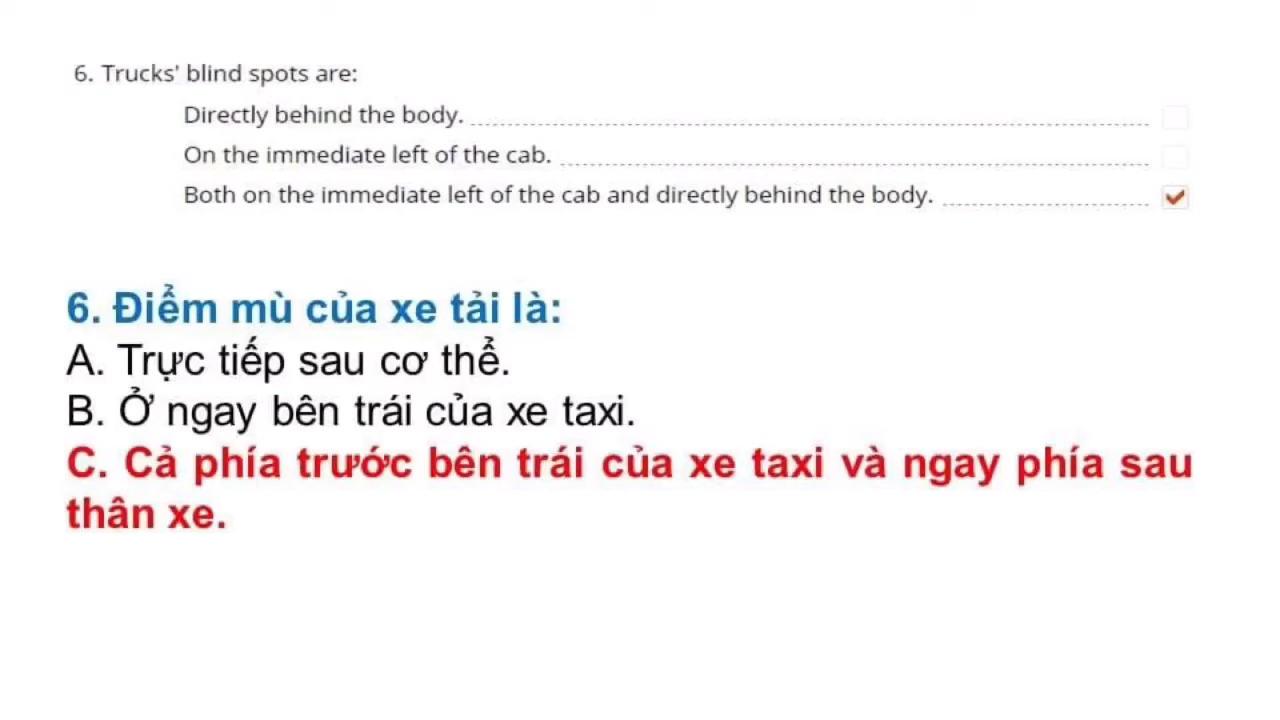 6. Trucks' blind spots are:
Directly behind the body.
On the immediate left of the cab.
Both on the immediate left of the cab and directly behind the body.
6. Điểm mù của xe tải là:
A. Trực tiếp sau cơ thể.
B. Ở ngay bên trái của xe taxi.
C. Cả phía trước bên trái của xe taxi và ngay phía sau
thân xe.